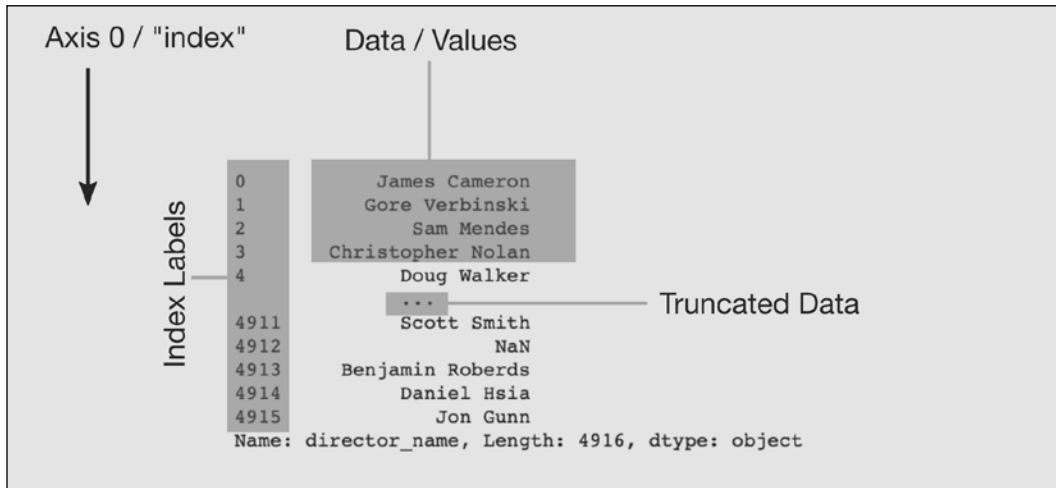 Axis 0 / "index"
Data / Values
Index Labels
0 James Cameron
1 Gore Verbinski
2 Sam Mendes
3 Christopher Nolan
4 Doug Walker
...
Truncated Data
4911 Scott Smith
4912 NaN
4913 Benjamin Roberds
4914 Daniel Hsia
4915 Jon Gunn
Name: director_name, Length: 4916, dtype: object